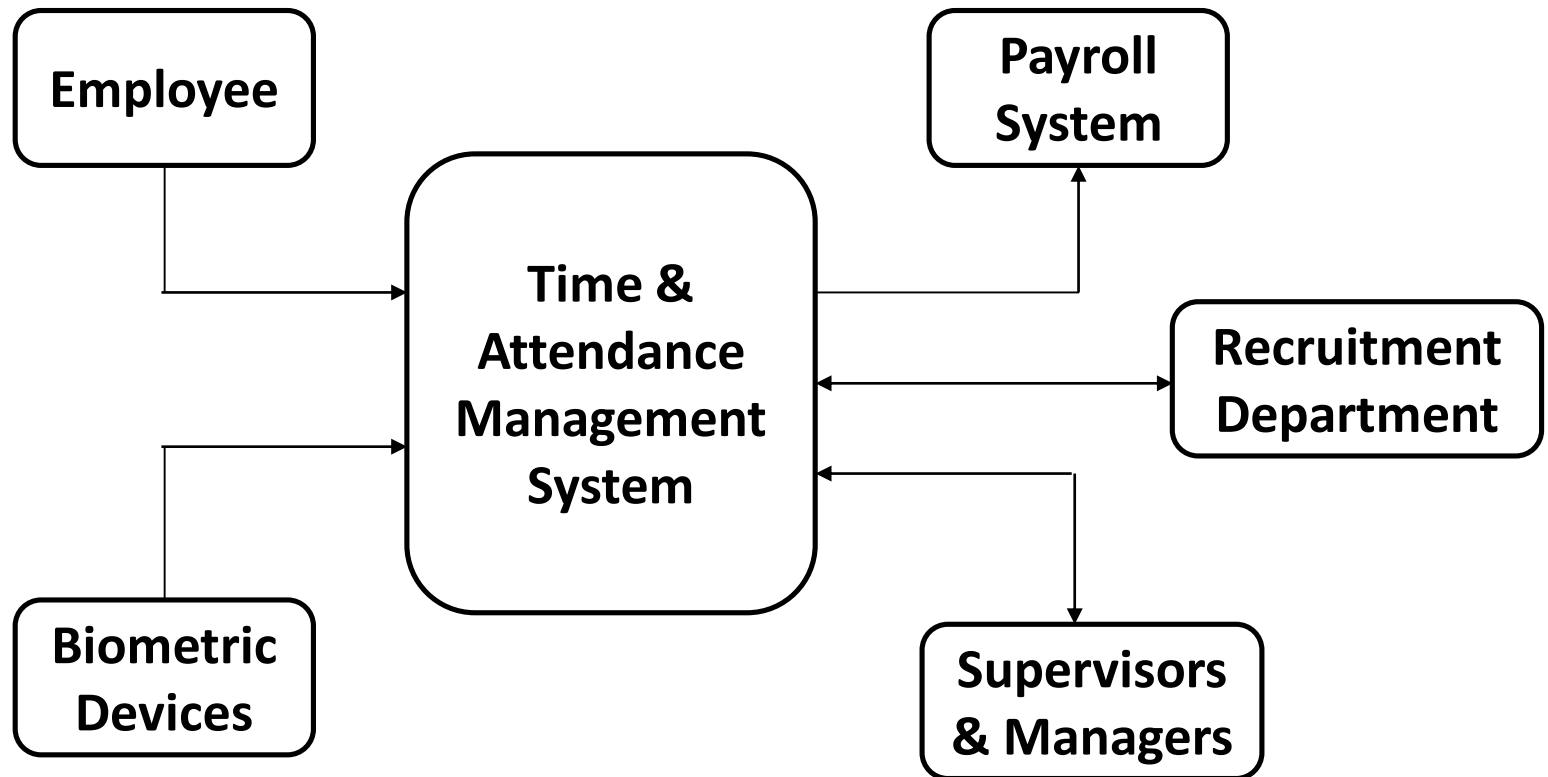 Employee
Payroll
System
Time &
Attendance
Management
System
Recruitment
Department
Biometric
Devices
Supervisors
& Managers